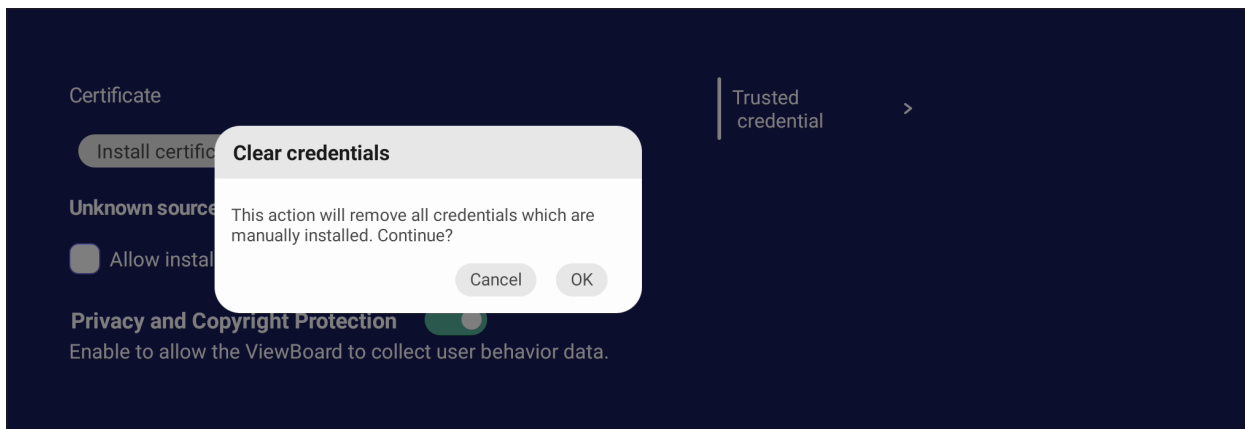 Certificate
Trusted
credential
Install certific
Clear credentials
Unknown source
This action will remove all credentials which are
manually installed. Continue?
Allow instal
Cancel
OK
Privacy and Copyright Protection
Enable to allow the ViewBoard to collect user behavior data.